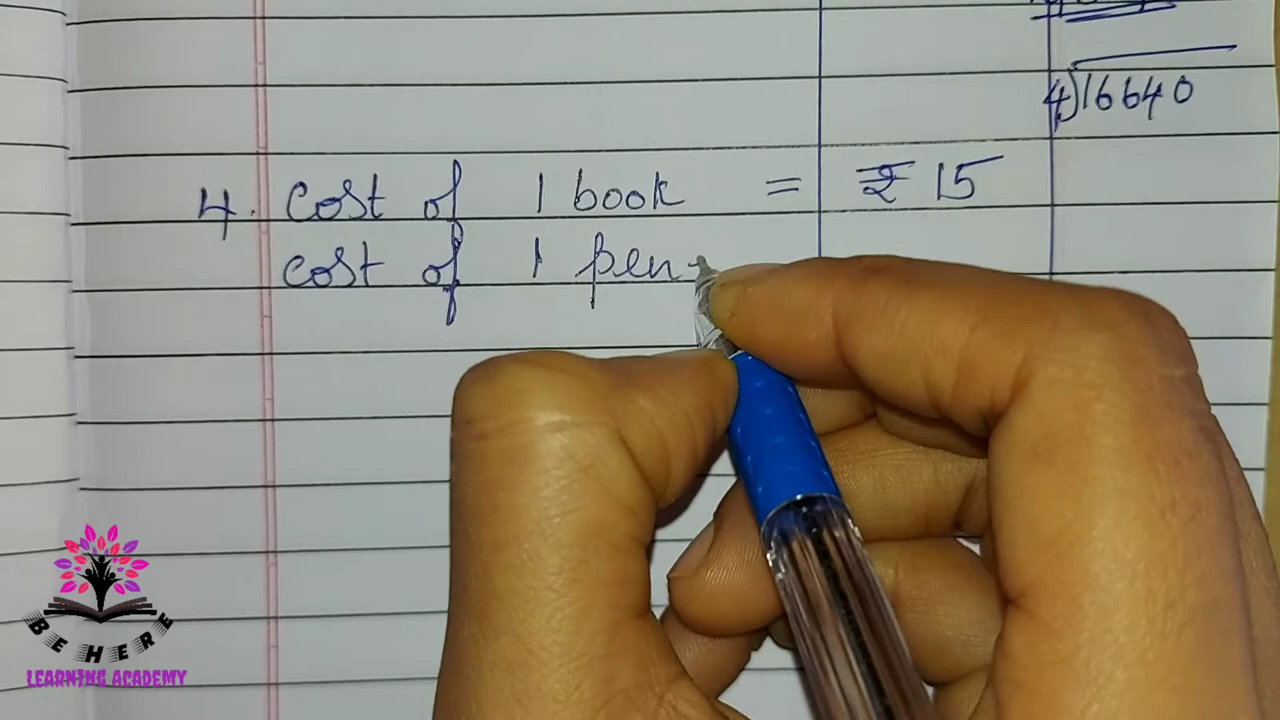 4)16640
4. Cost of 1 book = ₹ 15
cost of 1 pen
BE HERE
LEARNING ACADEMY